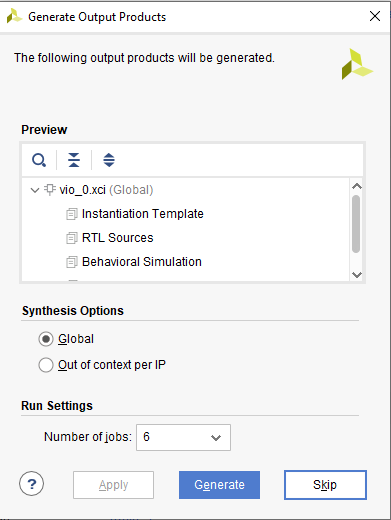 Generate Output Products
The following output products will be generated.
Preview
vio_0.xci (Global)
Instantiation Template
RTL Sources
Behavioral Simulation
Synthesis Options
Global
Out of context per IP
Run Settings
Number of jobs: 6
? Apply Generate Skip